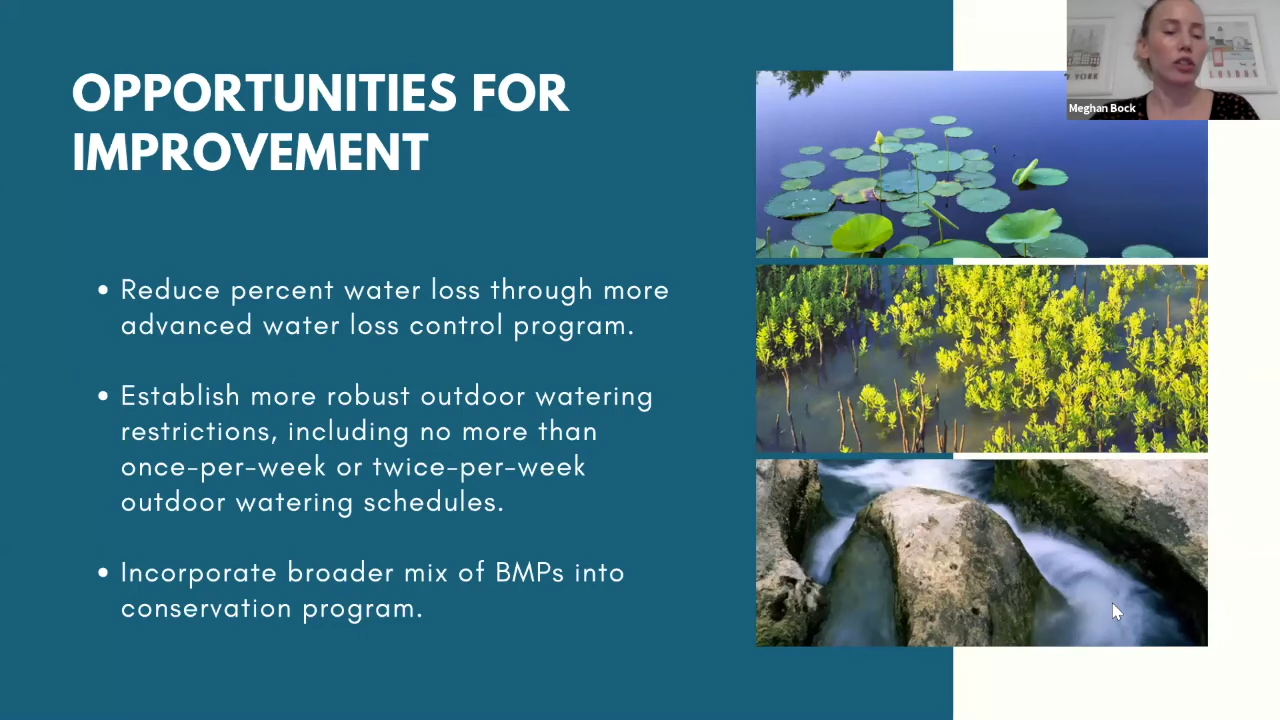 OPPORTUNITIES FOR
IMPROVEMENT
• Reduce percent water loss through more
advanced water loss control program.
• Establish more robust outdoor watering
restrictions, including no more than
once-per-week or twice-per-week
outdoor watering schedules.
• Incorporate broader mix of BMPs into
conservation program.
YORK
Meghan Bock